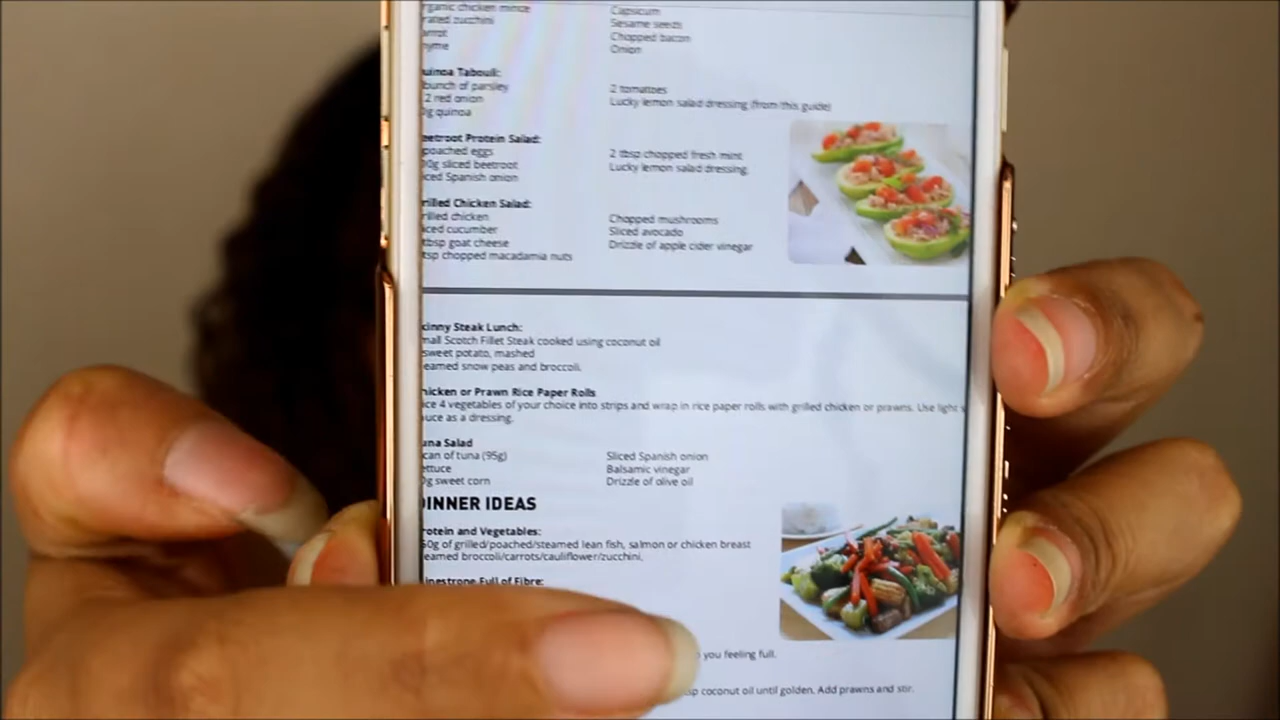 rganic chicken mince
Capsicum
rated zucchini
Sesame seeds
arrot
Chopped bacon
hyme
Onion
uinoa Tabouli:
bunch of parsley
2 tomatoes
2 red onion
Lucky lemon salad dressing (from this guide)
0g quinoa
eetroot Protein Salad:
poached eggs
2 tbsp chopped fresh mint
00g sliced beetroot
Lucky lemon salad dressing
iced Spanish onion
rilled Chicken Salad:
rilled chicken
Chopped mushrooms
iced cucumber
Sliced avocado
tbsp goat cheese
Drizzle of apple cider vinegar
tsp chopped macadamia nuts
kinny Steak Lunch:
mall Scotch Fillet Steak cooked using coconut oil
sweet potato, mashed
eamed snow peas and broccoli.
hicken or Prawn Rice Paper Rolls
ice 4 vegetables of your choice into strips and wrap in rice paper rolls with grilled chicken or prawns. Use light s
auce as a dressing.
una Salad
can of tuna (95g)
Sliced Spanish onion
ettuce
Balsamic vinegar
0g sweet corn
Drizzle of olive oil
DINNER IDEAS
rotein and Vegetables:
50g of grilled/poached/steamed lean fish, salmon or chicken breast
eamed broccoli/carrots/cauliflower/zucchini.
inestrone Full of Fibre:
you feeling full.
sp coconut oil until golden. Add prawns and stir.